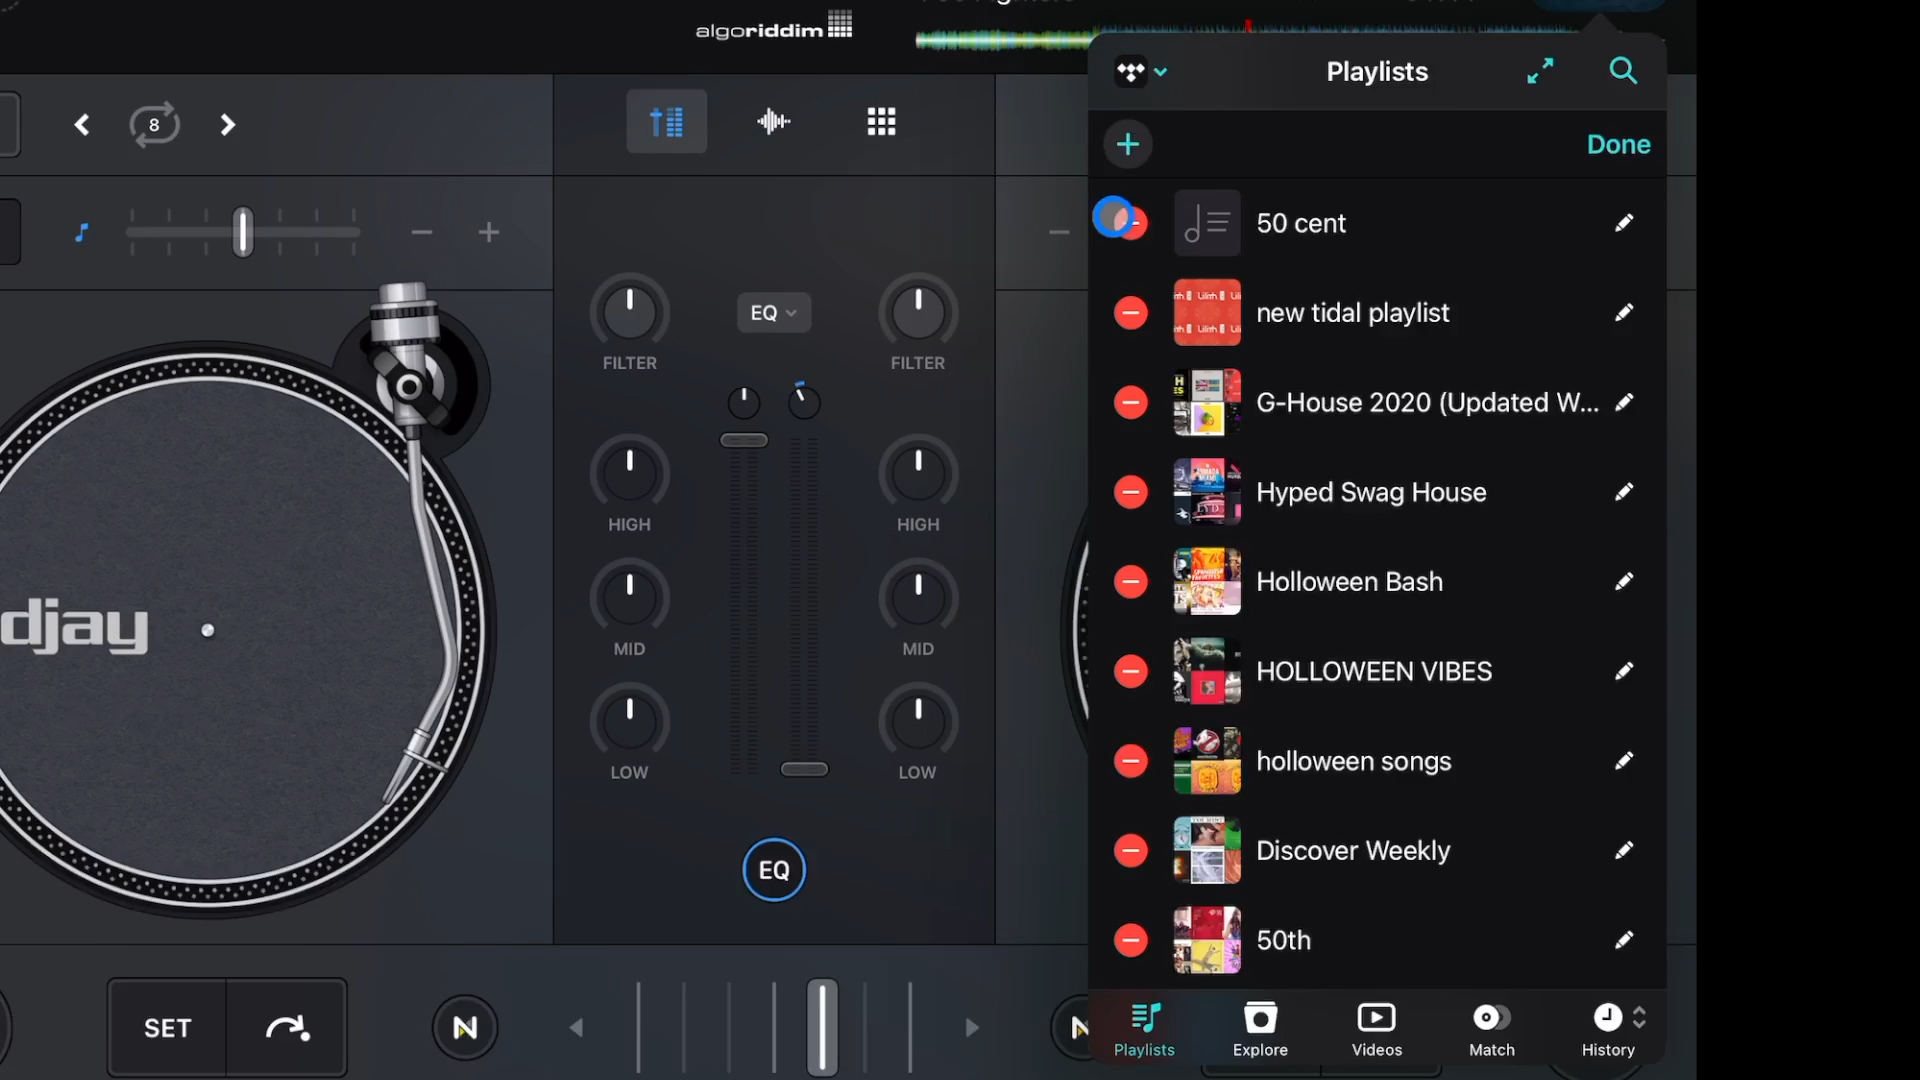 algoriddim
Playlists
8
Done
50 cent
new tidal playlist
EQ
FILTER
FILTER
G-House 2020 (Updated W...
Hyped Swag House
HIGH
HIGH
Holloween Bash
djay
MID
MID
HOLLOWEEN VIBES
LOW
LOW
holloween songs
EQ
Discover Weekly
50th
SET
Playlists
Explore
Videos
Match
History